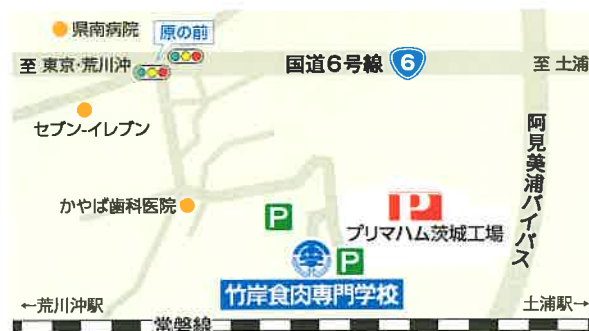 県南病院
原の前
至 東京・荒川沖
国道6号線
6
至 土浦
セブン-イレブン
阿見美浦バイパス
かやば歯科医院
P
P
プリマハム茨城工場
P
竹岸食肉専門学校
←荒川沖駅
土浦駅→
常磐線